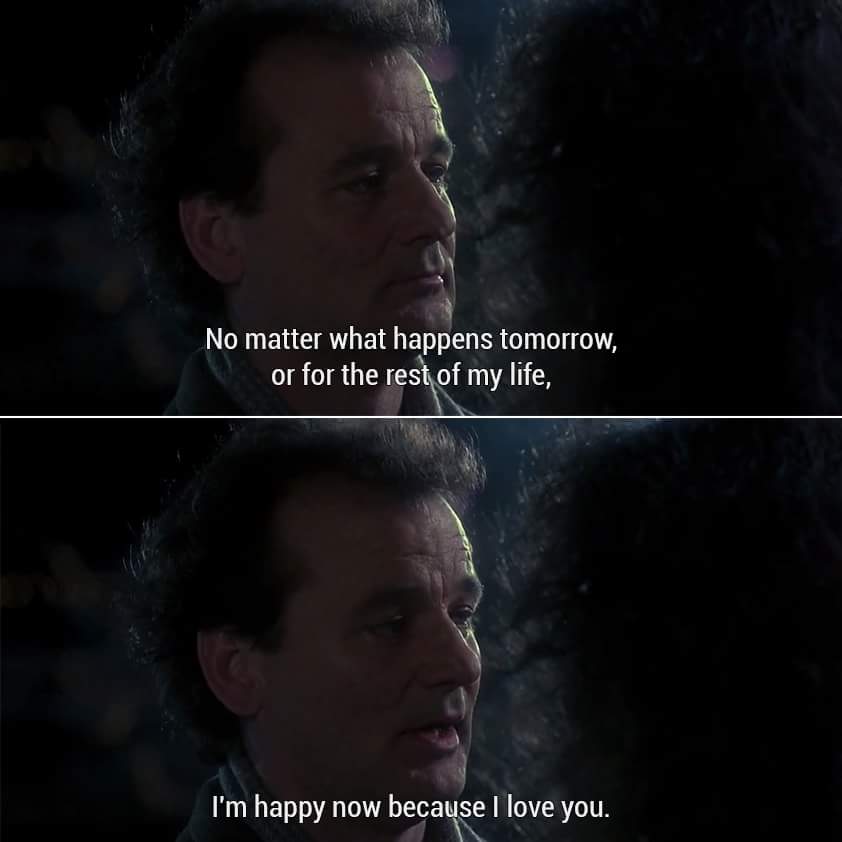 No matter what happens tomorrow,
or for the rest of my life,
I'm happy now because I love you.